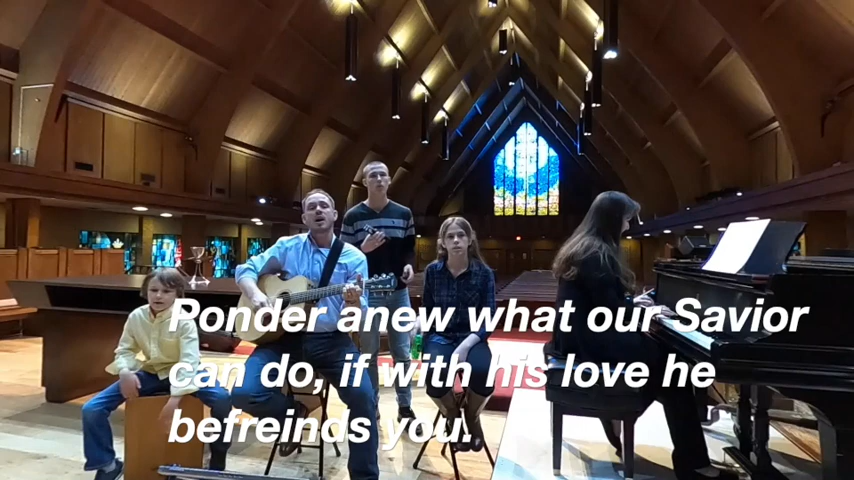 Ponder anew what our Savior
can do, if with his love he
befreinds you.